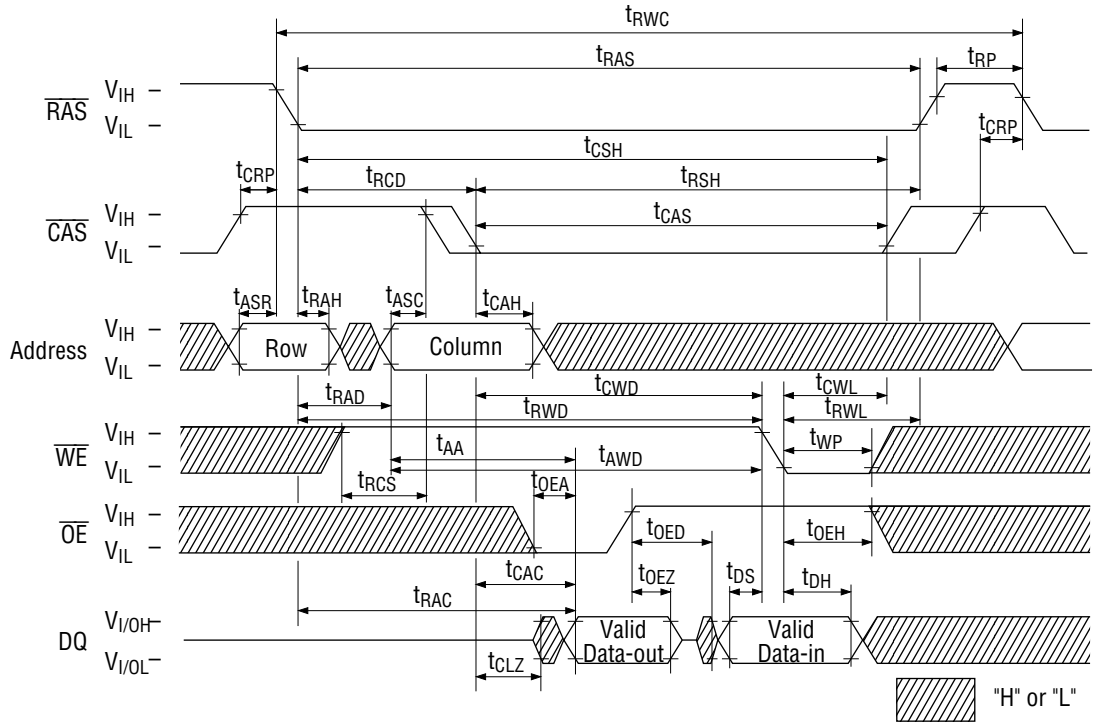 tRWC
tRAS
tRP
RAS
VIH
VIL
tCRP
tCSH
tCRP
tRCD
tRSH
CAS
VIH
VIL
tCAS
tASR
tRAH
tASC
tCAH
Address
VIH
VIL
Row
Column
tRAD
tCWD
tCWL
tRWD
tRWL
WE
VIH
VIL
tAA
tAWD
tWP
tRCS
tOEA
OE
VIH
VIL
tOED
tOEH
tCAC
tOEZ
tDS
tDH
tRAC
DQ
VI/OH
VI/OL
Valid
Data-out
Valid
Data-in
tCLZ
"H" or "L"